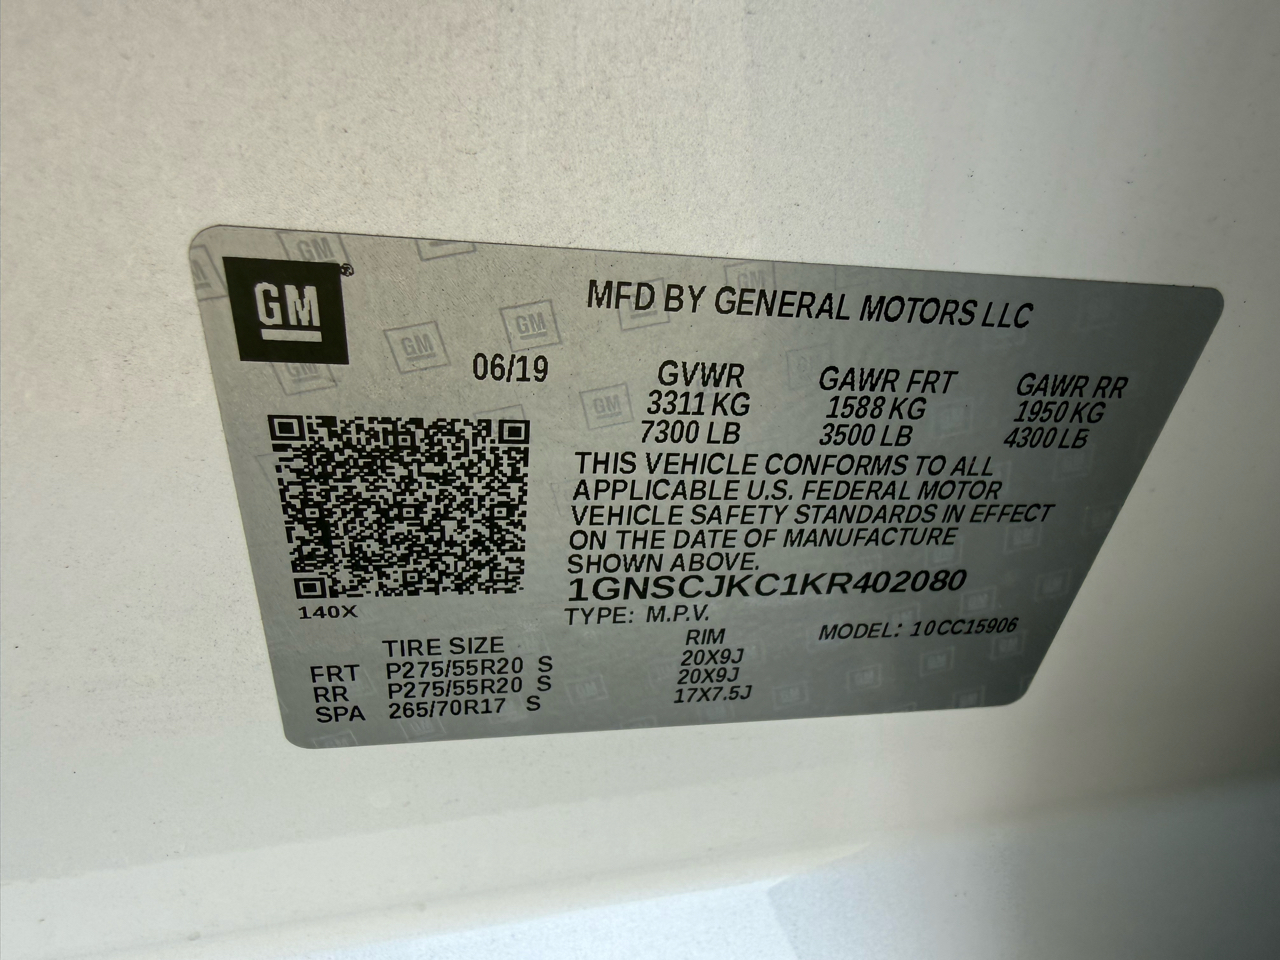 GM®
MFD BY GENERAL MOTORS LLC
06/19 GVWR GAWR FRT GAWR RR
3311 KG 1588 KG 1950 KG
7300 LB 3500 LB 4300 LB
THIS VEHICLE CONFORMS TO ALL
APPLICABLE U.S. FEDERAL MOTOR
VEHICLE SAFETY STANDARDS IN EFFECT
ON THE DATE OF MANUFACTURE
SHOWN ABOVE.
1GNSCJKC1KR402080
140X
TYPE: M.P.V. MODEL: 10CC15906
TIRE SIZE RIM
FRT P275/55R20 S 20X9J
RR P275/55R20 S 20X9J
SPA 265/70R17 S 17X7.5J